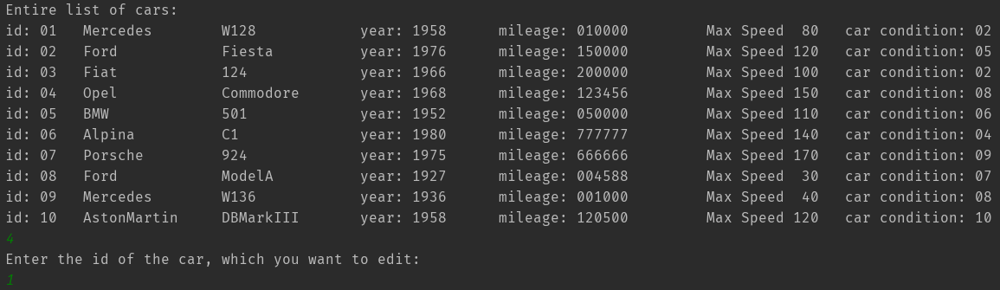 Entire list of cars:
id: 01   Mercedes        W128            year: 1958      mileage: 010000         Max Speed  80   car condition: 02
id: 02   Ford            Fiesta          year: 1976      mileage: 150000         Max Speed 120   car condition: 05
id: 03   Fiat            124             year: 1966      mileage: 200000         Max Speed 100   car condition: 02
id: 04   Opel            Commodore       year: 1968      mileage: 123456         Max Speed 150   car condition: 08
id: 05   BMW             501             year: 1952      mileage: 050000         Max Speed 110   car condition: 06
id: 06   Alpina          C1              year: 1980      mileage: 777777         Max Speed 140   car condition: 04
id: 07   Porsche         924             year: 1975      mileage: 666666         Max Speed 170   car condition: 09
id: 08   Ford            ModelA          year: 1927      mileage: 004588         Max Speed  30   car condition: 07
id: 09   Mercedes        W136            year: 1936      mileage: 001000         Max Speed  40   car condition: 08
id: 10   AstonMartin     DBMarkIII       year: 1958      mileage: 120500         Max Speed 120   car condition: 10
4
Enter the id of the car, which you want to edit:
1